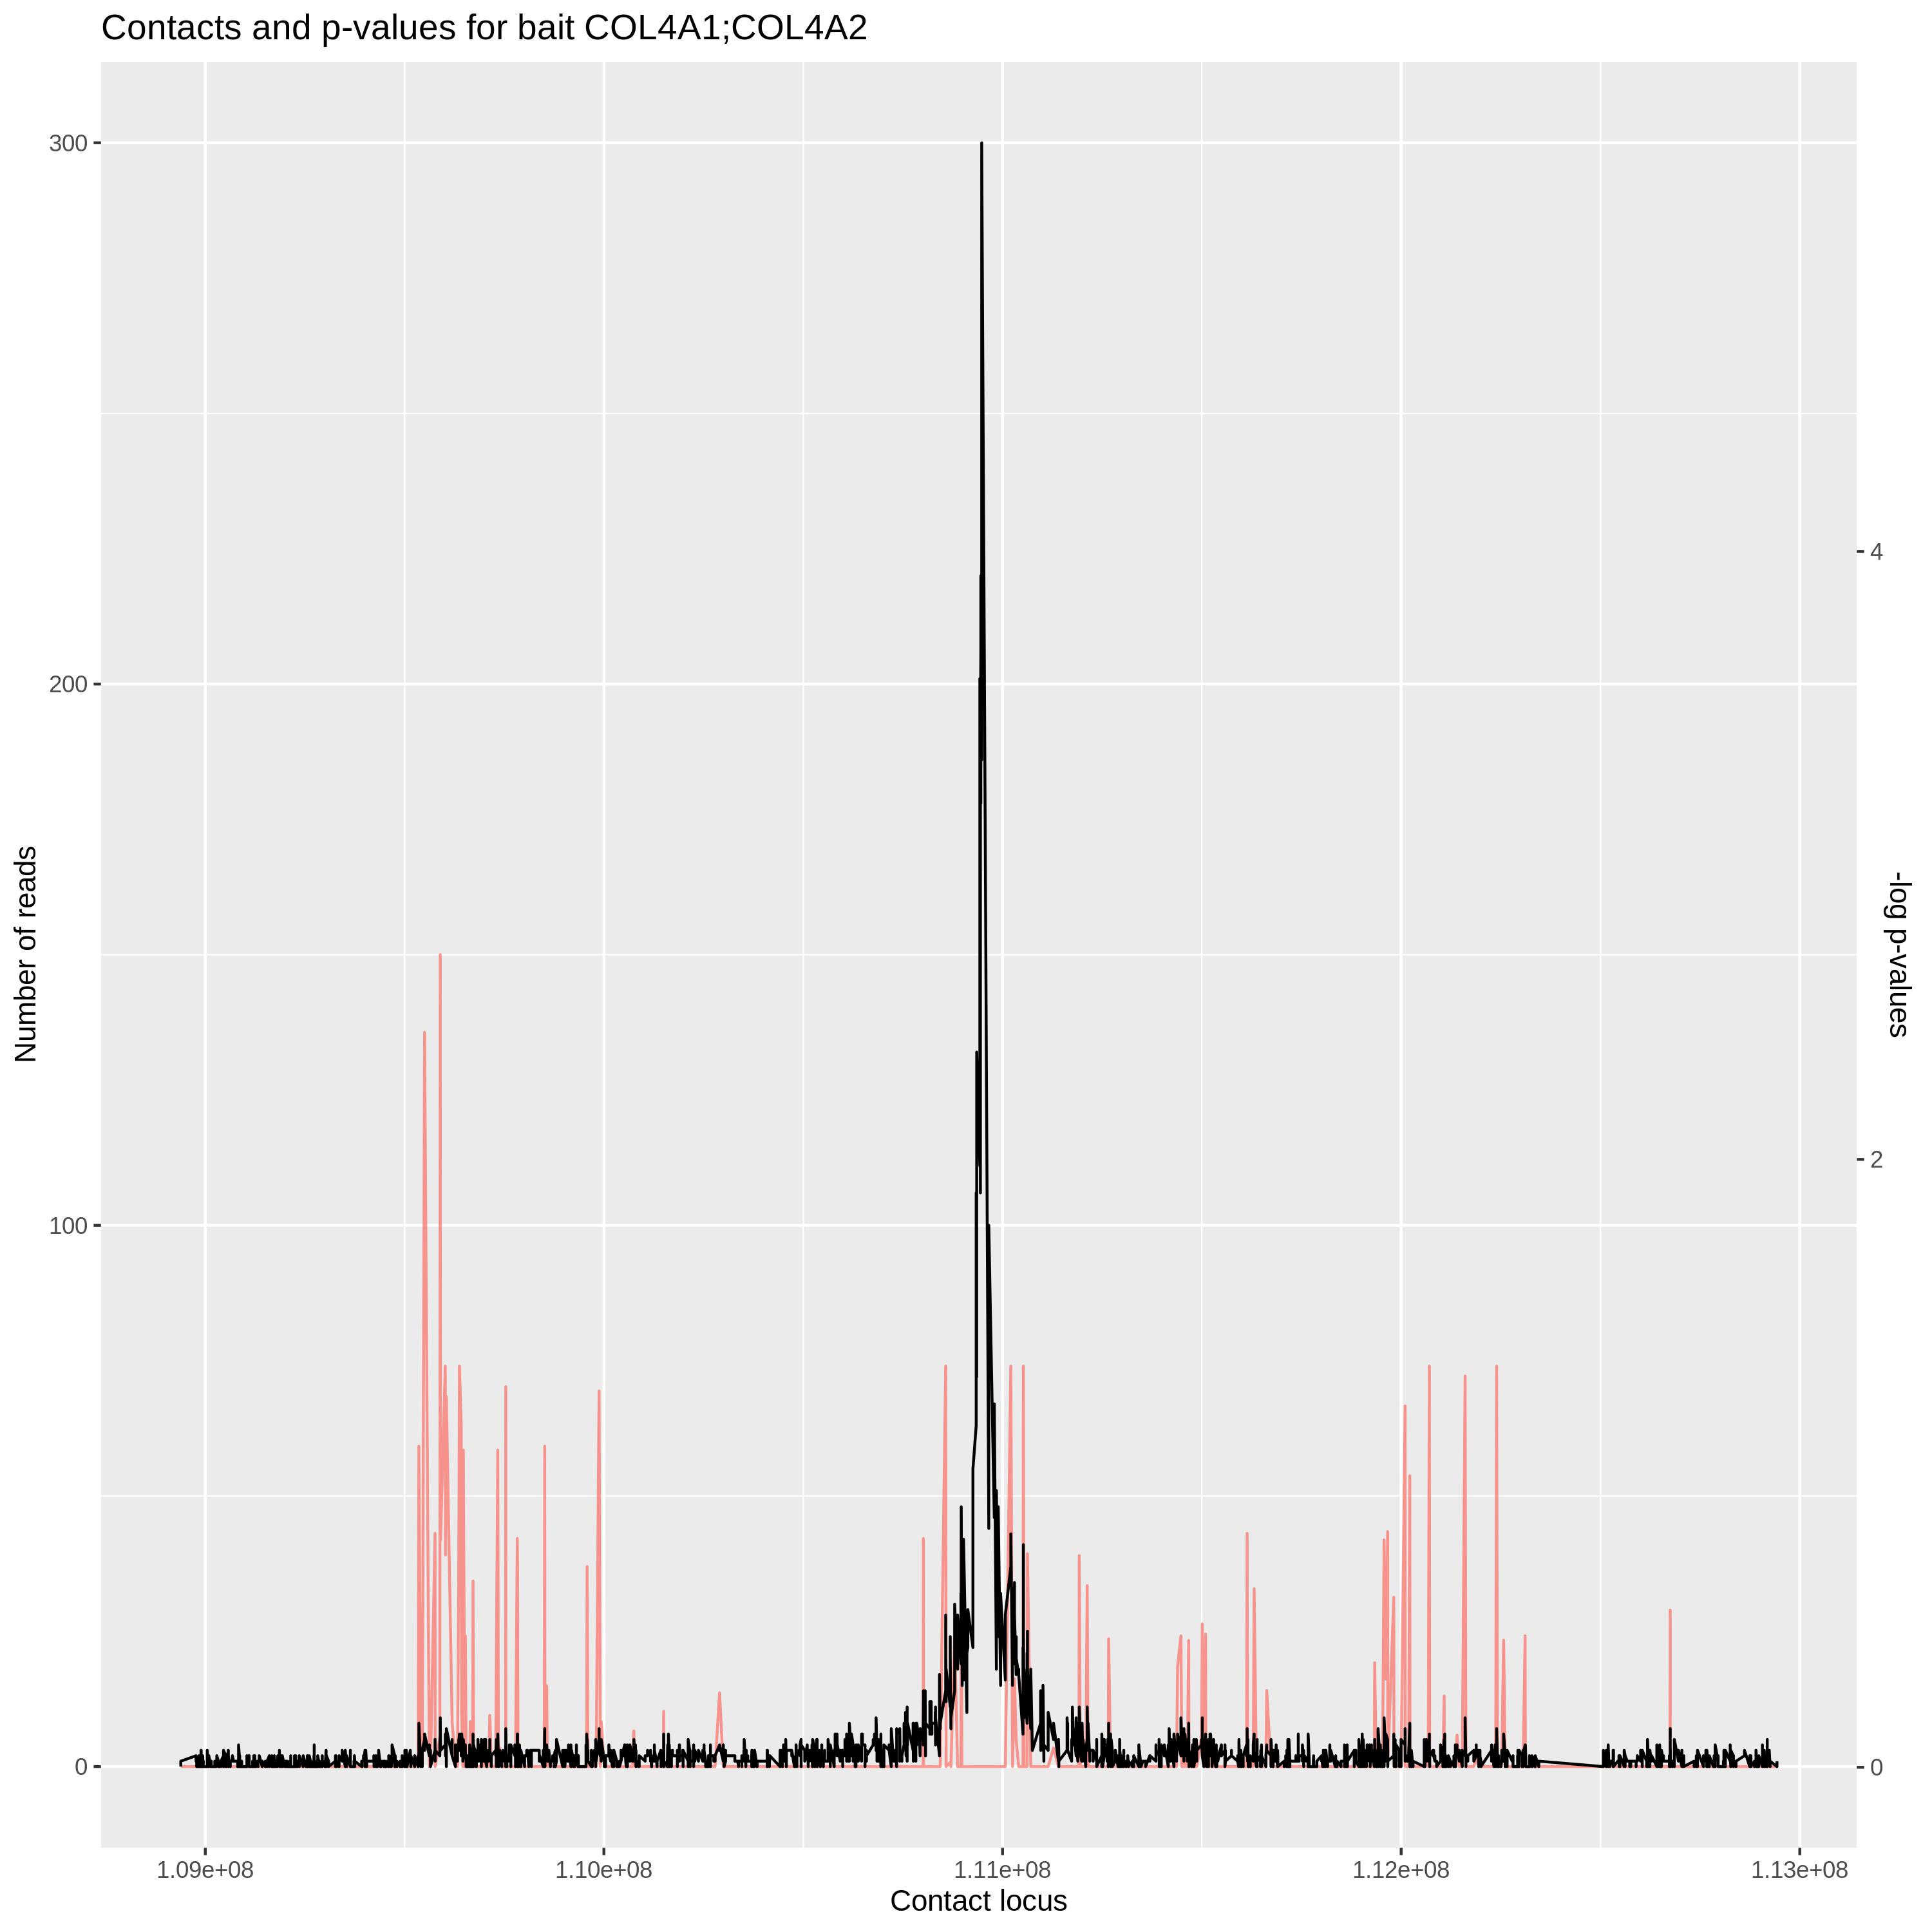 Contacts and p-values for bait COL4A1;COL4A2
300
200
100
0
Number of reads
4
2
0
-log p-values
1.09e+08
1.10e+08
1.11e+08
1.12e+08
1.13e+08
Contact locus